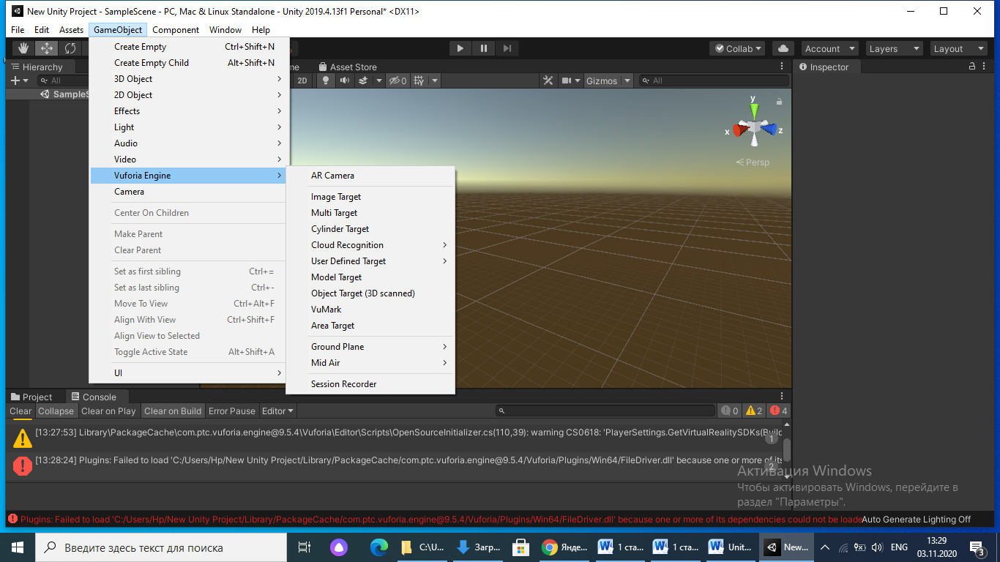 New Unity Project - SampleScene - PC, Mac & Linux Standalone - Unity 2019.4.13f1 Personal* <DX11>
File Edit Assets GameObject Component Window Help
Collab Account Layers Layout
Hierarchy
Asset Store
Inspector
All
2D
0
Gizmos
All
SampleS
Create Empty Ctrl+Shift+N
Create Empty Child Alt+Shift+N
3D Object
2D Object
Effects
Light
Audio
Video
Vuforia Engine
Camera
Center On Children
Make Parent
Clear Parent
Set as first sibling Ctrl+=
Set as last sibling Ctrl+-
Move To View Ctrl+Alt+F
Align With View Ctrl+Shift+F
Align View to Selected
Toggle Active State Alt+Shift+A
UI
AR Camera
Image Target
Multi Target
Cylinder Target
Cloud Recognition
User Defined Target
Model Target
Object Target (3D scanned)
VuMark
Area Target
Ground Plane
Mid Air
Session Recorder
y
x z
Persp
Project Console
Clear Collapse Clear on Play Clear on Build Error Pause Editor 0 2 4
[13:27:53] Library\PackageCache\com.ptc.vuforia.engine@9.5.4\Vuforia\Editor\Scripts\OpenSourceInitializer.cs(110,39): warning CS0618: 'PlayerSettings.GetVirtualRealitySDKs(Build
1
[13:28:24] Plugins: Failed to load 'C:/Users/Hp/New Unity Project/Library/PackageCache/com.ptc.vuforia.engine@9.5.4/Vuforia/Plugins/Win64/FileDriver.dll' because one or more of its
2
Активация Windows
Чтобы активировать Windows, перейдите в
раздел "Параметры".
Plugins: Failed to load 'C:/Users/Hp/New Unity Project/Library/PackageCache/com.ptc.vuforia.engine@9.5.4/Vuforia/Plugins/Win64/FileDriver.dll' because one or more of its dependencies could not be loade
Auto Generate Lighting Off
Введите здесь текст для поиска
C:\U...
Загр...
Янде...
1 ста...
1 ста...
Unit...
New...
ENG
13:29
03.11.2020
3